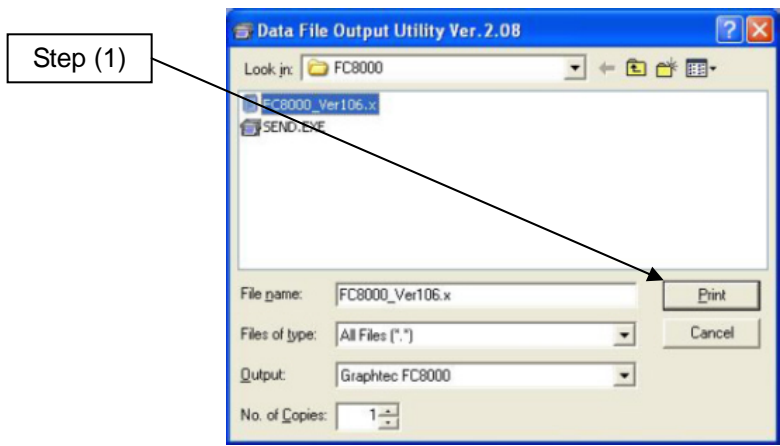 Step (1)
Data File Output Utility Ver.2.08
Look in: FC8000
FC8000_Ver106.x
SEND.EXE
File name: FC8000_Ver106.x Print
Files of type: All Files (*.*) Cancel
Output: Graphtec FC8000
No. of Copies: 1